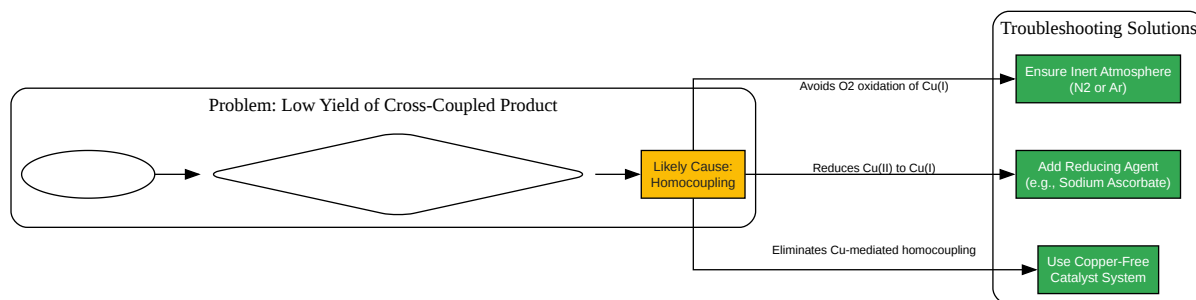 Troubleshooting Solutions
Ensure Inert Atmosphere
(N2 or Ar)
Avoids O2 oxidation of Cu(I)
Problem: Low Yield of Cross-Coupled Product
Likely Cause:
Homocoupling
Reduces Cu(II) to Cu(I)
Add Reducing Agent
(e.g., Sodium Ascorbate)
Eliminates Cu-mediated homocoupling
Use Copper-Free
Catalyst System